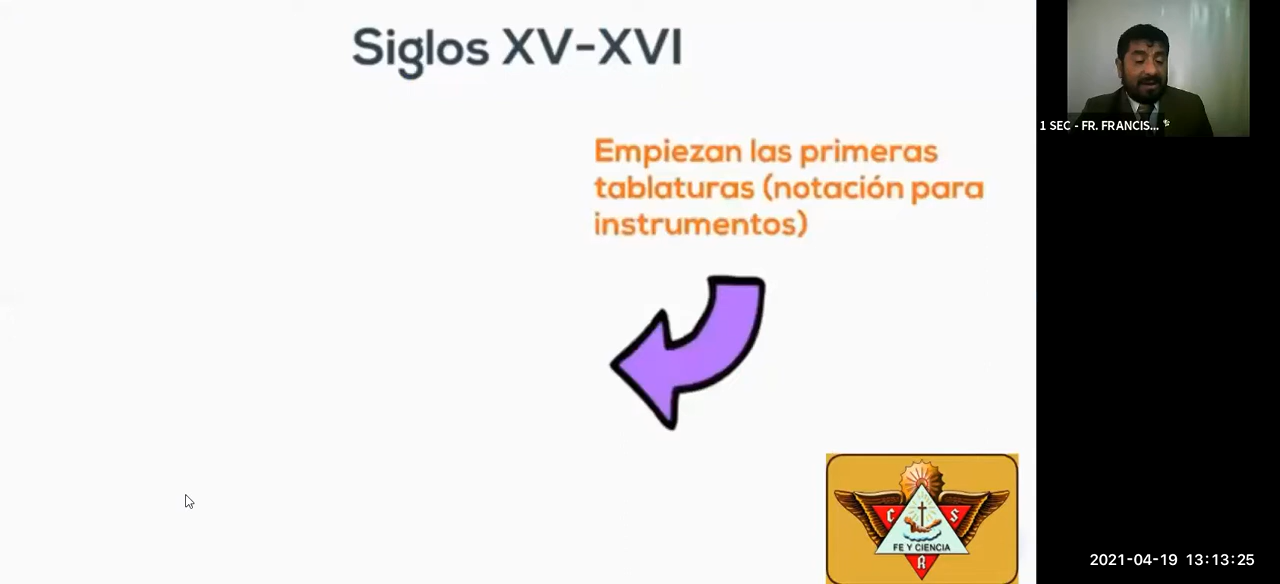 Siglos XV-XVI
Empiezan las primeras
tablaturas (notación para
instrumentos)
1 SEC - FR. FRANCIS...
C S
FE Y CIENCIA
R
2021-04-19 13:13:25